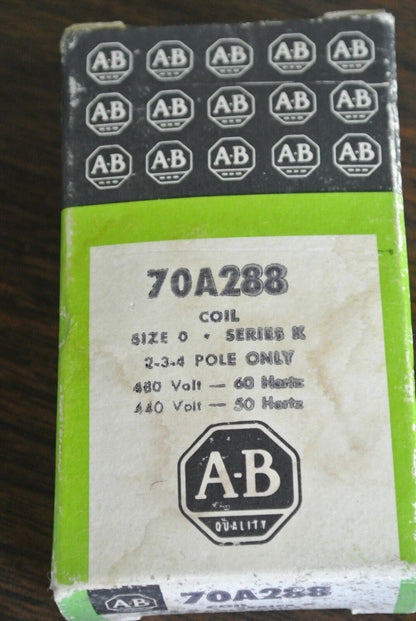 A-B A-B A-B A-B A-B
A-B A-B A-B A-B A-B
A-B A-B A-B A-B A-B
70A288
COIL
SIZE 0 • SERIES K
2-3-4 POLE ONLY
480 Volt — 60 Hertz
440 Volt — 50 Hertz
A-B
QUALITY
A-B 70A288
COIL